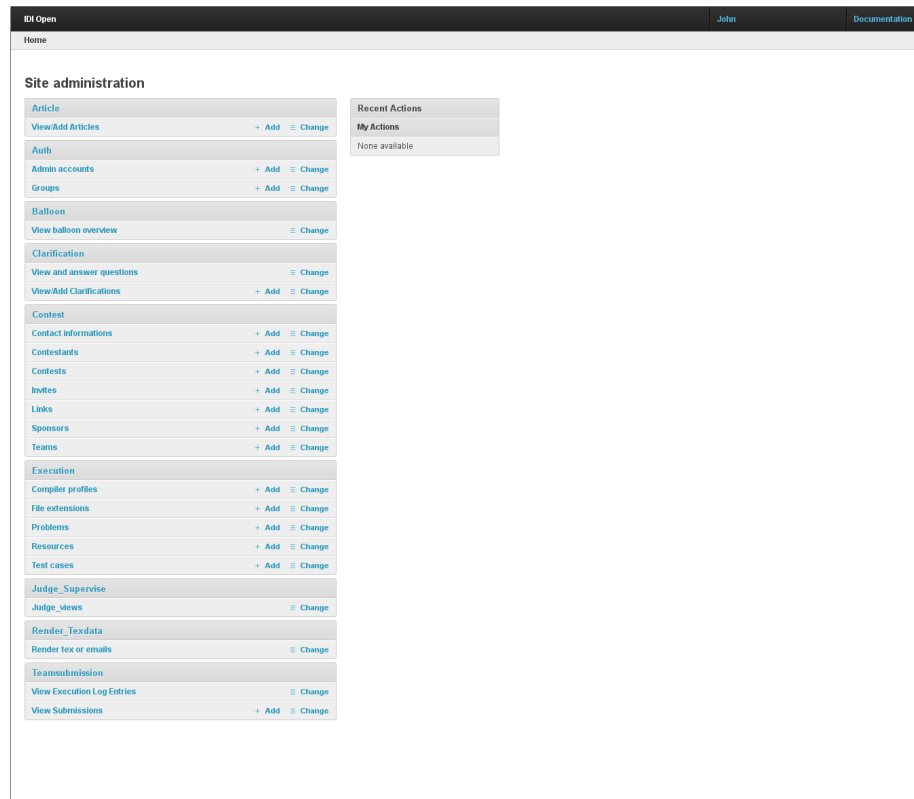 IDI Open John Documentation
Home
Site administration
Article
View/Add Articles + Add Change
Auth
Admin accounts + Add Change
Groups + Add Change
Balloon
View balloon overview Change
Clarification
View and answer questions Change
View/Add Clarifications + Add Change
Contest
Contact informations + Add Change
Contestants + Add Change
Contests + Add Change
Invites + Add Change
Links + Add Change
Sponsors + Add Change
Teams + Add Change
Execution
Compiler profiles + Add Change
File extensions + Add Change
Problems + Add Change
Resources + Add Change
Test cases + Add Change
Judge_Supervise
Judge_views Change
Render_Texdata
Render tex or emails Change
Teamsubmission
View Execution Log Entries Change
View Submissions + Add Change
Recent Actions
My Actions
None available